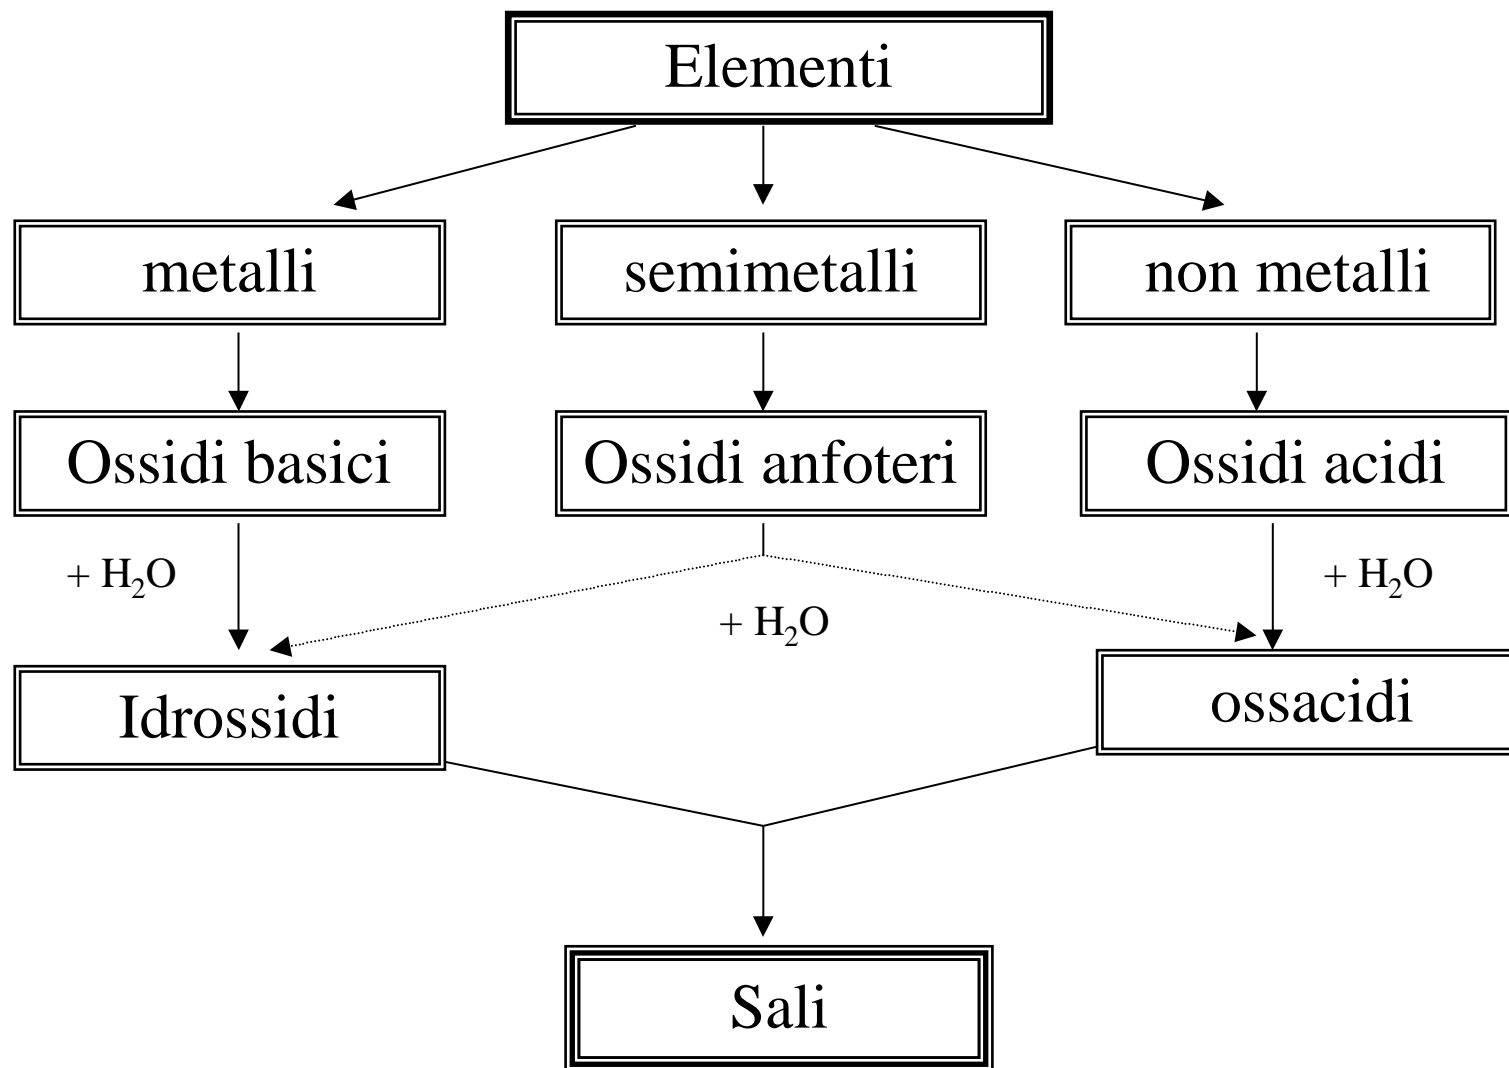 Elementi
metalli
semimetalli
non metalli
Ossidi basici
Ossidi anfoteri
Ossidi acidi
+ H₂O
+ H₂O
+ H₂O
Idrossidi
ossacidi
Sali